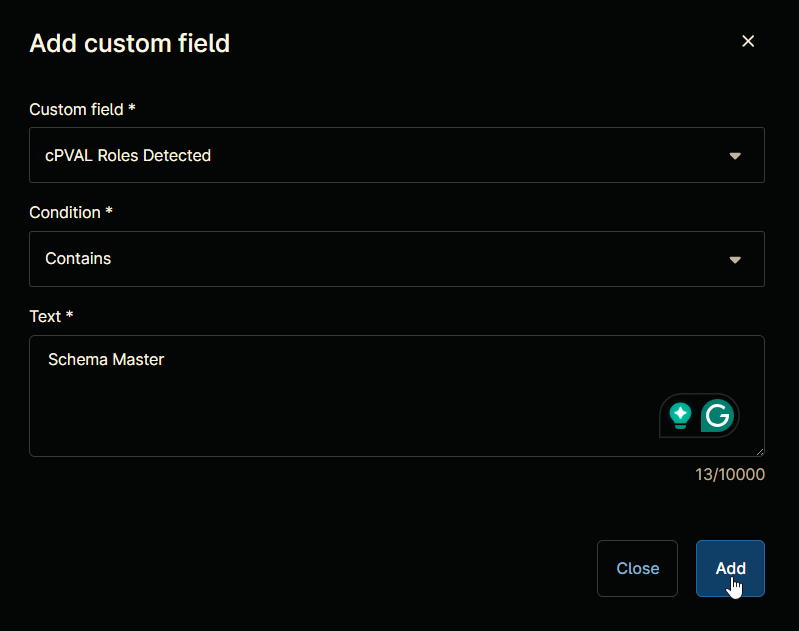 Add custom field
Custom field *
cPVAL Roles Detected
Condition *
Contains
Text *
Schema Master
13/10000
Close
Add